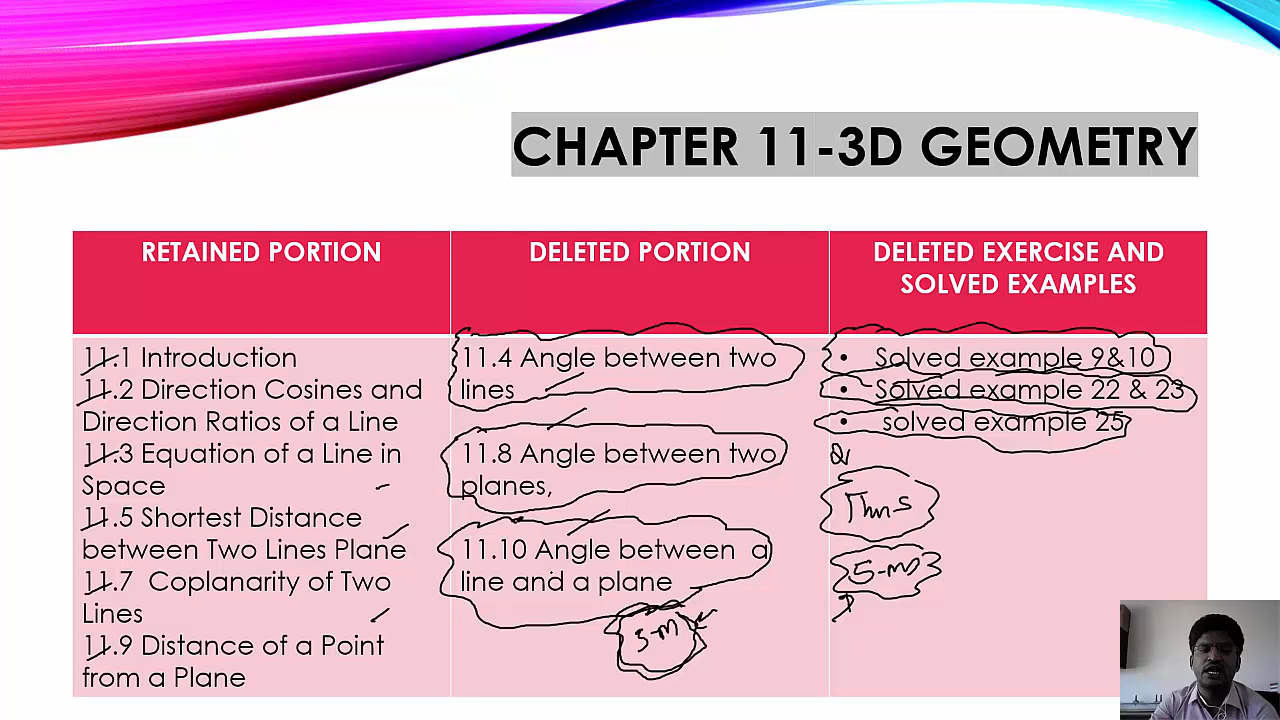 CHAPTER 11-3D GEOMETRY
RETAINED PORTION
DELETED PORTION
DELETED EXERCISE AND
SOLVED EXAMPLES
11.1 Introduction
11.2 Direction Cosines and
Direction Ratios of a Line
11.3 Equation of a Line in
Space
11.5 Shortest Distance
between Two Lines Plane
11.7 Coplanarity of Two
Lines
11.9 Distance of a Point
from a Plane
11.4 Angle between two
lines
11.8 Angle between two
planes,
11.10 Angle between a
line and a plane
• Solved example 9&10
• Solved example 22 & 23
• solved example 25
&
5-m